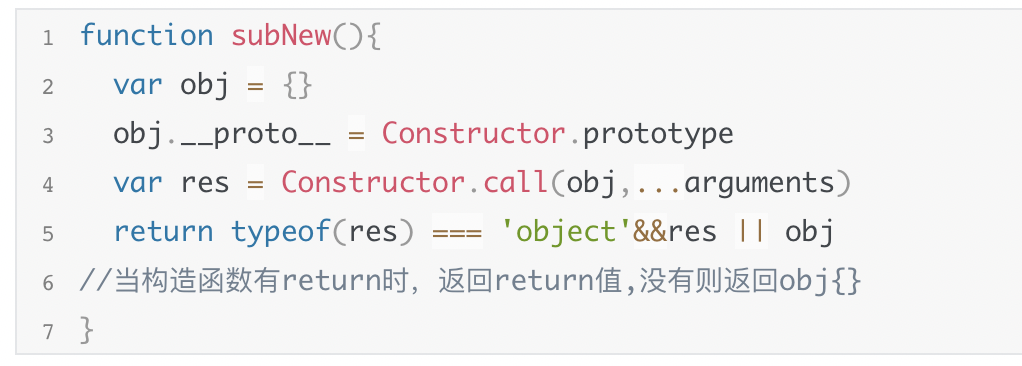 1 function subNew(){
2   var obj = {}
3   obj.__proto__ = Constructor.prototype
4   var res = Constructor.call(obj,...arguments)
5   return typeof(res) === 'object'&&res || obj
6 //当构造函数有return时，返回return值,没有则返回obj{}
7 }